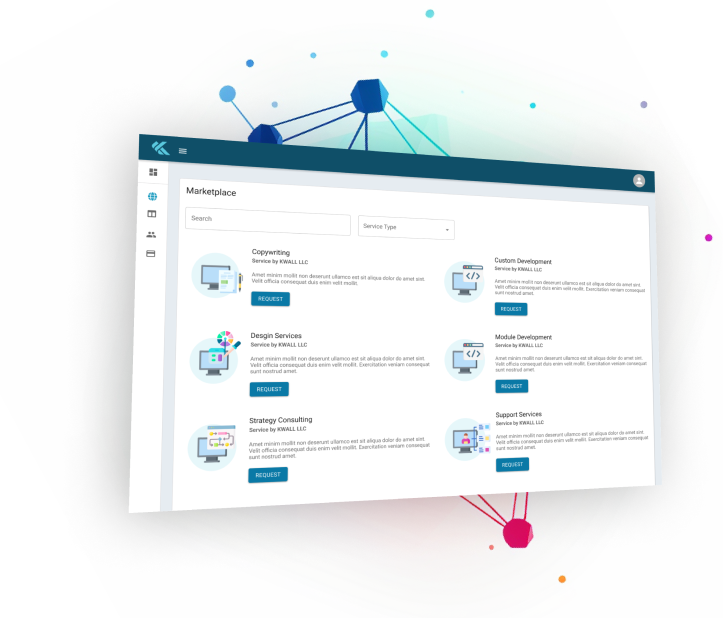 Marketplace
Search
Service Type
Copywriting
Service by KWALL LLC
Amet minim mollit non deserunt ullamco est sit aliqua dolor do amet sint.
Velit officia consequat duis enim velit mollit.
REQUEST
Custom Development
Service by KWALL LLC
Amet minim mollit non deserunt ullamco est sit aliqua dolor do amet sint.
Velit officia consequat duis enim velit mollit. Exercitation veniam consequat
sunt nostrud amet.
REQUEST
Desgin Services
Service by KWALL LLC
Amet minim mollit non deserunt ullamco est sit aliqua dolor do amet sint.
Velit officia consequat duis enim velit mollit. Exercitation veniam consequat
sunt nostrud amet.
REQUEST
Module Development
Service by KWALL LLC
Amet minim mollit non deserunt ullamco est sit aliqua dolor do amet sint.
Velit officia consequat duis enim velit mollit. Exercitation veniam consequat
sunt nostrud amet.
REQUEST
Strategy Consulting
Service by KWALL LLC
Amet minim mollit non deserunt ullamco est sit aliqua dolor do amet sint.
Velit officia consequat duis enim velit mollit. Exercitation veniam consequat
sunt nostrud amet.
REQUEST
Support Services
Service by KWALL LLC
Amet minim mollit non deserunt ullamco est sit aliqua dolor do amet sint.
Velit officia consequat duis enim velit mollit. Exercitation veniam consequat
sunt nostrud amet.
REQUEST